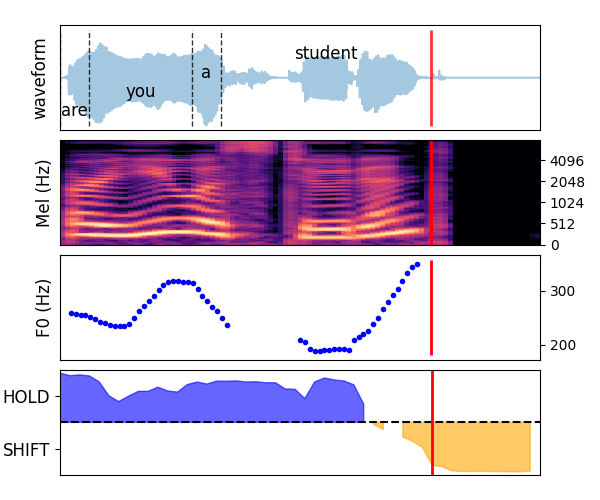 waveform
are
you
a
student
Mel (Hz)
4096
2048
1024
512
0
F0 (Hz)
300
200
HOLD
SHIFT